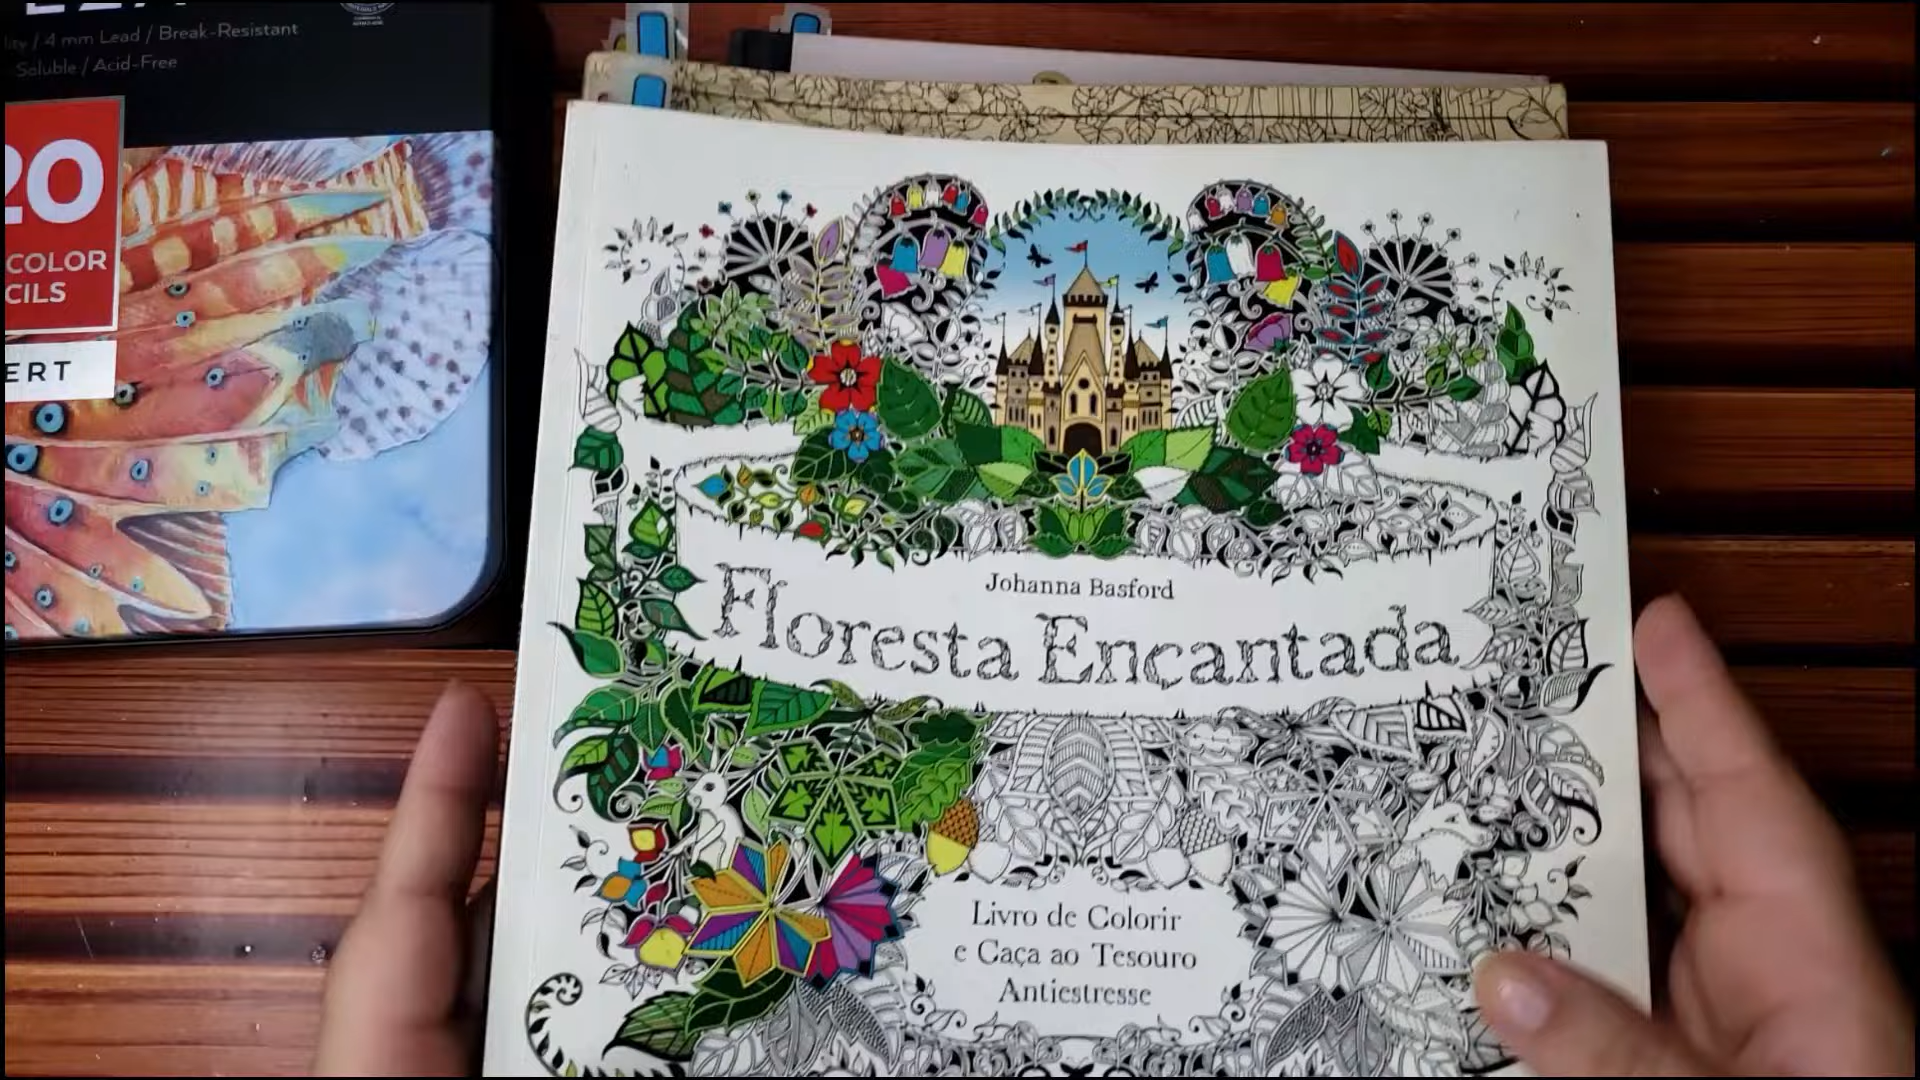 / 4 mm Lead / Break-Resistant
Soluble / Acid-Free
20
COLOR
CILS
ERT
Johanna Basford
Floresta Encantada
Livro de Colorir
e Caça ao Tesouro
Antiestresse